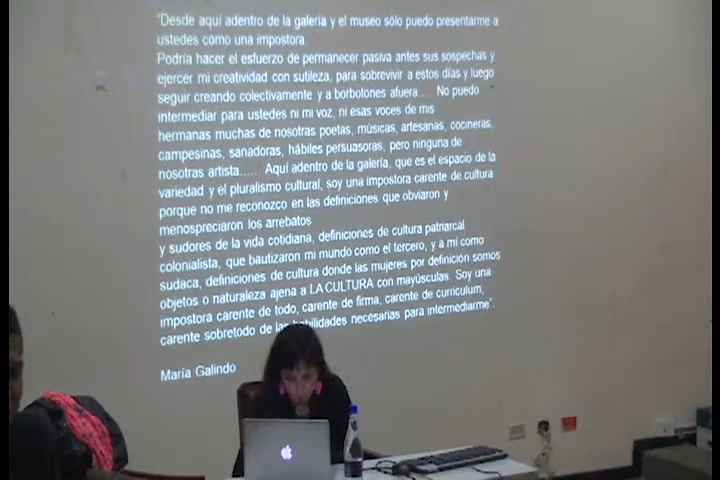 "Desde aquí adentro de la galería y el museo sólo puedo presentarme a
ustedes como una impostora.
Podría hacer el esfuerzo de permanecer pasiva antes sus sospechas y
ejercer mi creatividad con sutileza, para sobrevivir a estos días y luego
seguir creando colectivamente y a borbotones afuera.... No puedo
intermediar para ustedes ni mi voz, ni esas voces de mis
hermanas muchas de nosotras poetas, músicas, artesanas, cocineras,
campesinas, sanadoras, hábiles persuasoras, pero ninguna de
nosotras artista...... Aquí adentro de la galería, que es el espacio de la
variedad y el pluralismo cultural, soy una impostora carente de cultura
porque no me reconozco en las definiciones que obviaron y
menospreciaron los arrebatos
y sudores de la vida cotidiana, definiciones de cultura patriarcal
colonialista, que bautizaron mi mundo como el tercero, y a mi como
sudaca, definiciones de cultura donde las mujeres por definición somos
objetos o naturaleza ajena a LA CULTURA con mayúsculas. Soy una
impostora carente de todo, carente de firma, carente de curriculum,
carente sobretodo de las habilidades necesarias para intermediarme".
María Galindo